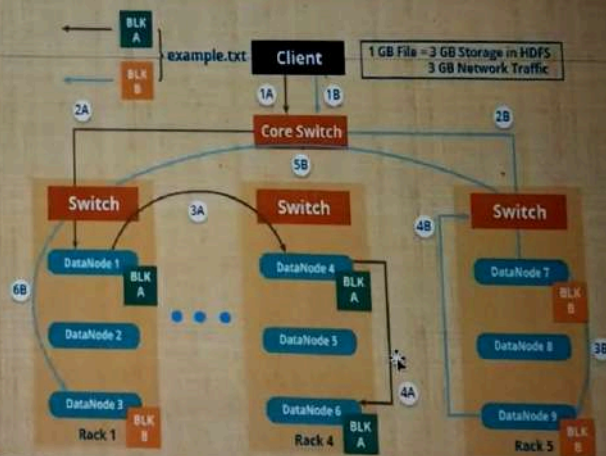 BLK
A
example.txt
BLK
B
Client
1 GB File = 3 GB Storage in HDFS
3 GB Network Traffic
1A
1B
2A
Core Switch
2B
5B
Switch
3A
Switch
4B
Switch
DataNode 1
BLK
A
DataNode 4
BLK
A
DataNode 7
BLK
B
6B
DataNode 2
DataNode 5
DataNode 8
3B
DataNode 3
BLK
B
Rack 1
DataNode 6
BLK
A
Rack 4
4A
DataNode 9
BLK
B
Rack 5